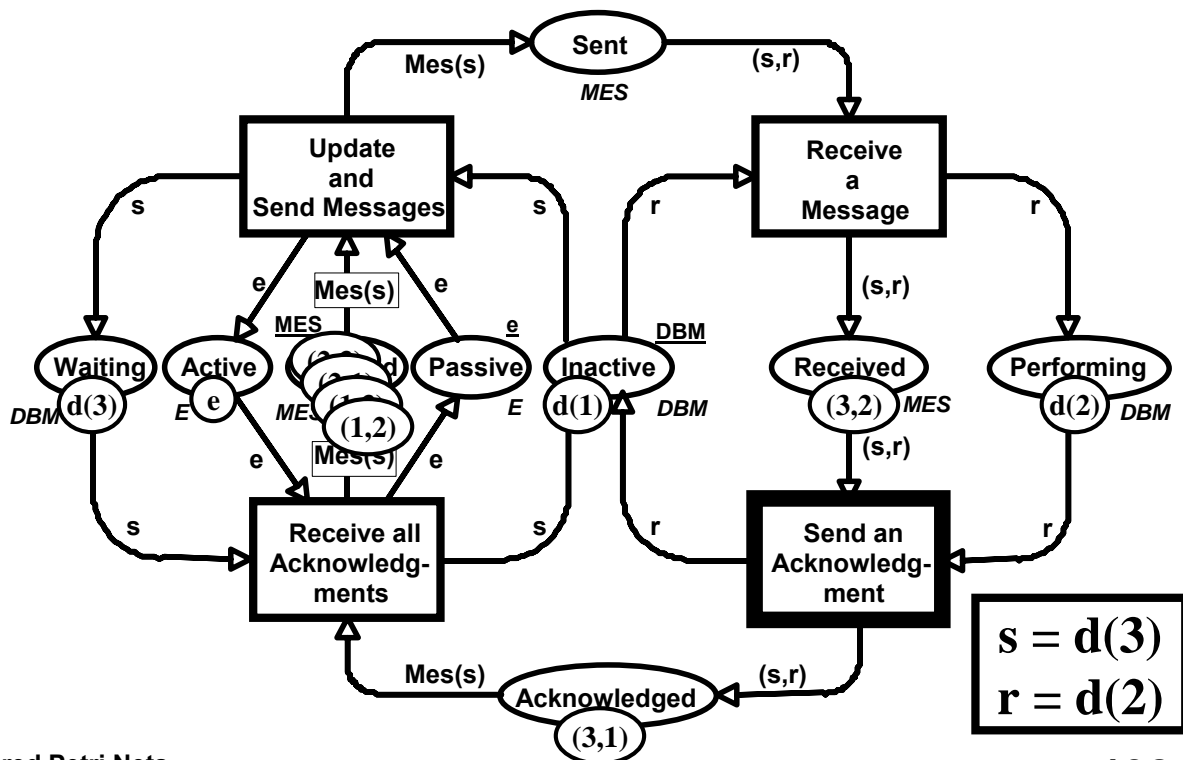 Sent
Mes(s)
(s,r)
MES
Update
and
Send Messages
Receive
a
Message
s
s
r
r
e
Mes(s)
e
(s,r)
MES
e
DBM
Waiting
Active
Passive
Inactive
Received
Performing
d(3)
e
(1,2)
d(1)
(3,2)
d(2)
DBM
E
MES
E
DBM
MES
DBM
e
Mes(s)
e
(s,r)
s
s
r
r
Receive all
Acknowledg-
ments
Send an
Acknowledg-
ment
Mes(s)
(s,r)
Acknowledged
(3,1)
s = d(3)
r = d(2)